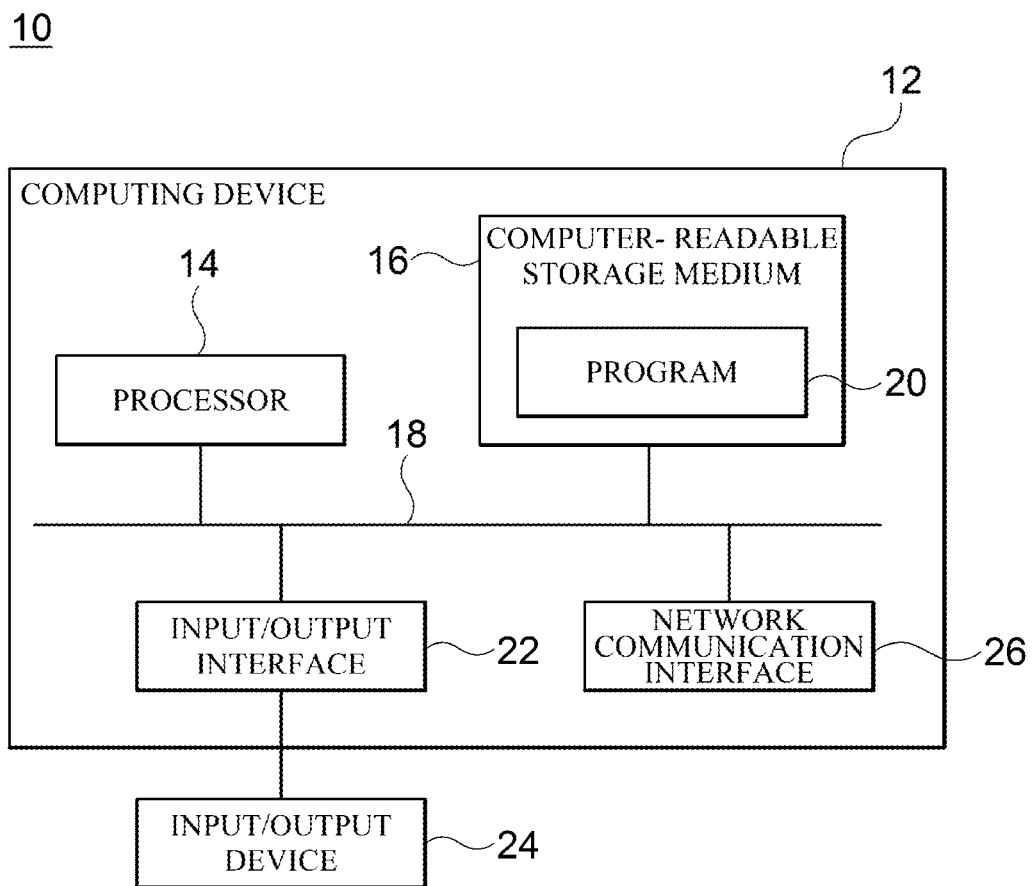 10
12
COMPUTING DEVICE
COMPUTER- READABLE
STORAGE MEDIUM
16
14
PROGRAM
20
PROCESSOR
18
INPUT/OUTPUT
INTERFACE
22
NETWORK
COMMUNICATION
INTERFACE
26
INPUT/OUTPUT
DEVICE
24